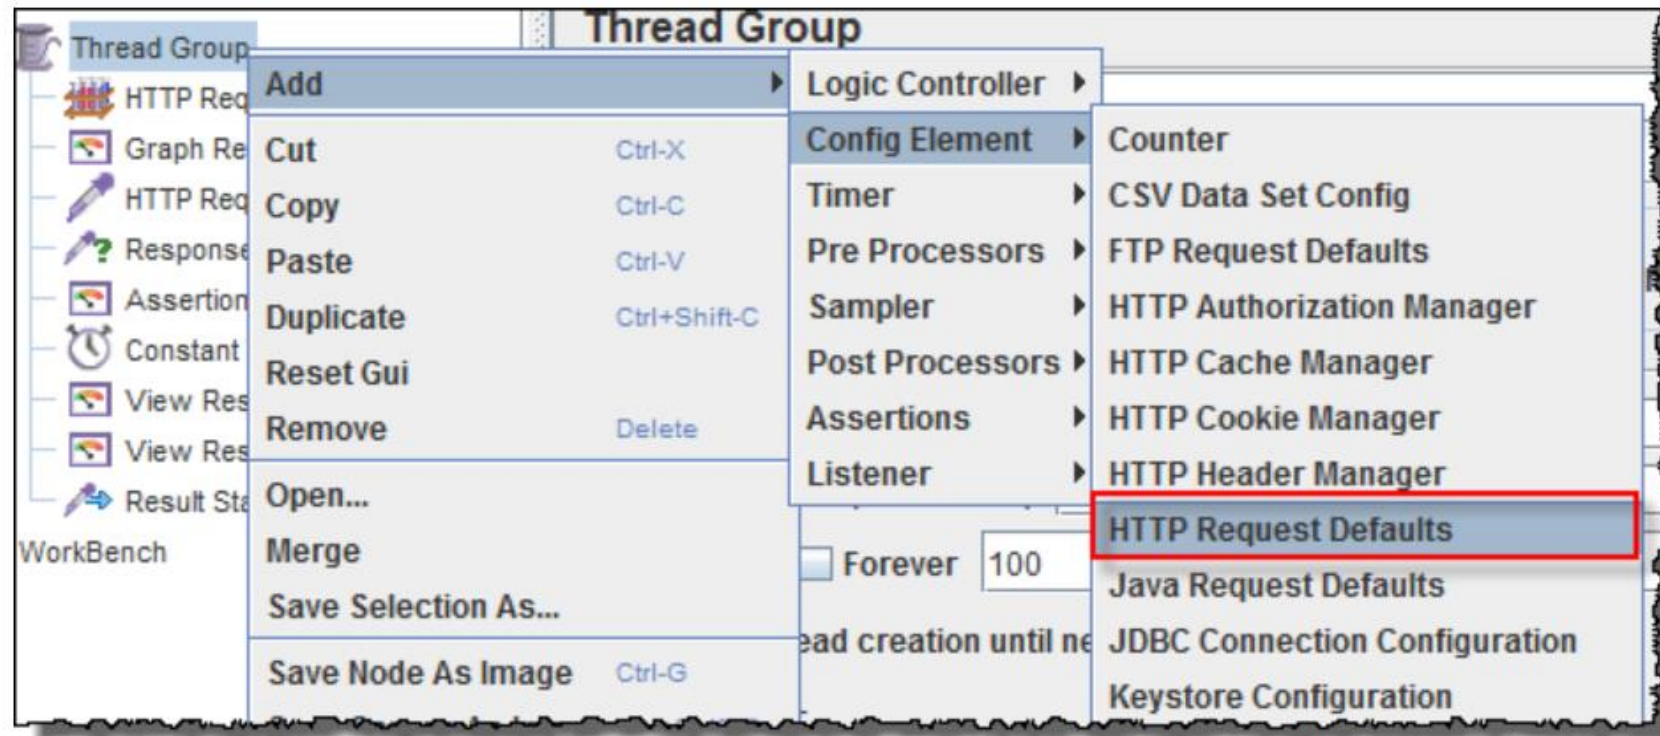 Thread Group
HTTP Req
Graph Re
HTTP Req
Response
Assertion
Constant
View Res
View Res
Result Sta
WorkBench
Thread Group
Add
Cut Ctrl-X
Copy Ctrl-C
Paste Ctrl-V
Duplicate Ctrl+Shift-C
Reset Gui
Remove Delete
Open...
Merge
Save Selection As...
Save Node As Image Ctrl-G
Logic Controller
Config Element
Timer
Pre Processors
Sampler
Post Processors
Assertions
Listener
Forever 100
ead creation until ne
Counter
CSV Data Set Config
FTP Request Defaults
HTTP Authorization Manager
HTTP Cache Manager
HTTP Cookie Manager
HTTP Header Manager
HTTP Request Defaults
Java Request Defaults
JDBC Connection Configuration
Keystore Configuration